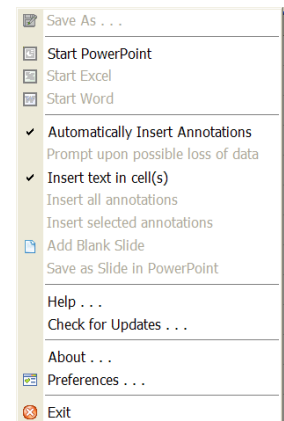 Save As . . .
Start PowerPoint
Start Excel
Start Word
Automatically Insert Annotations
Prompt upon possible loss of data
Insert text in cell(s)
Insert all annotations
Insert selected annotations
Add Blank Slide
Save as Slide in PowerPoint
Help . . .
Check for Updates . . .
About . . .
Preferences . . .
Exit